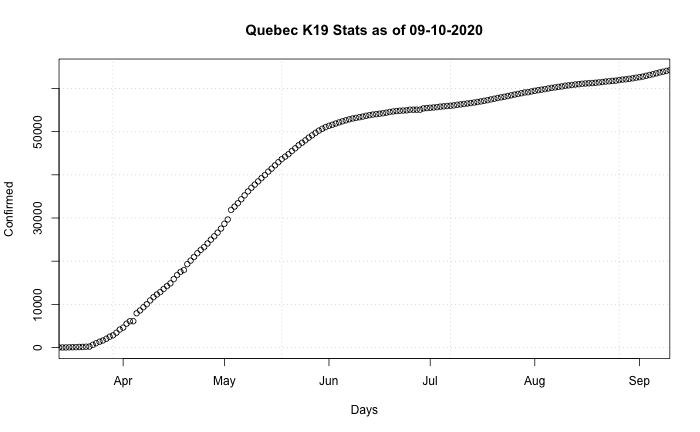 Quebec K19 Stats as of 09-10-2020
Confirmed
50000
30000
10000
0
Apr May Jun Jul Aug Sep
Days